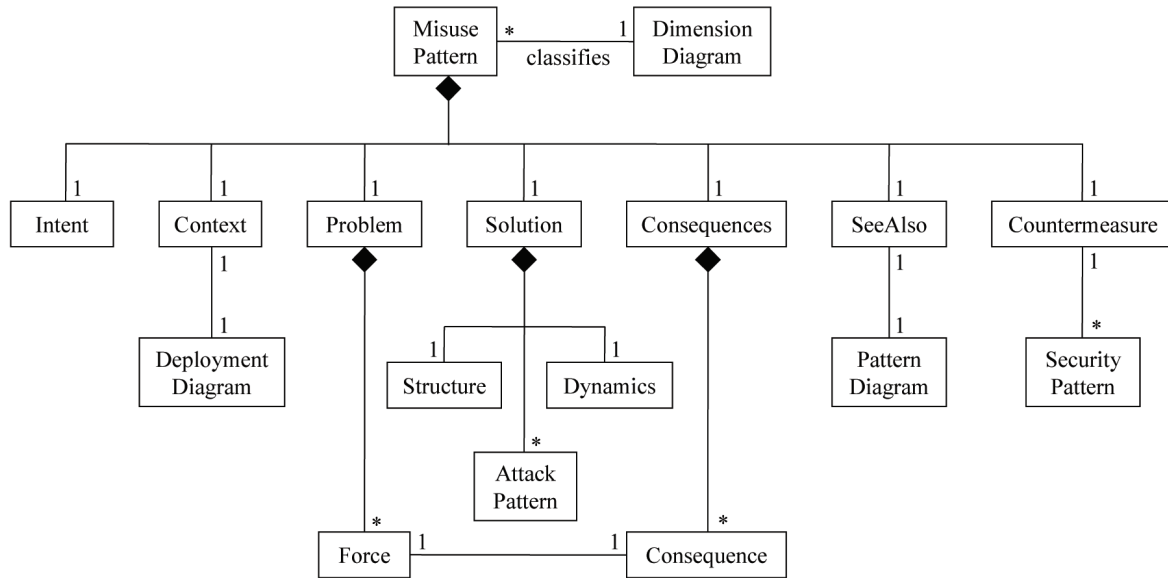 Misuse
Pattern
*
classifies
1
Dimension
Diagram
1
1
1
1
1
1
1
Intent
Context
Problem
Solution
Consequences
SeeAlso
Countermeasure
1
1
1
1
1
*
Deployment
Diagram
1
1
Structure
Dynamics
Pattern
Diagram
Security
Pattern
*
Attack
Pattern
*
*
Force
1
1
Consequence